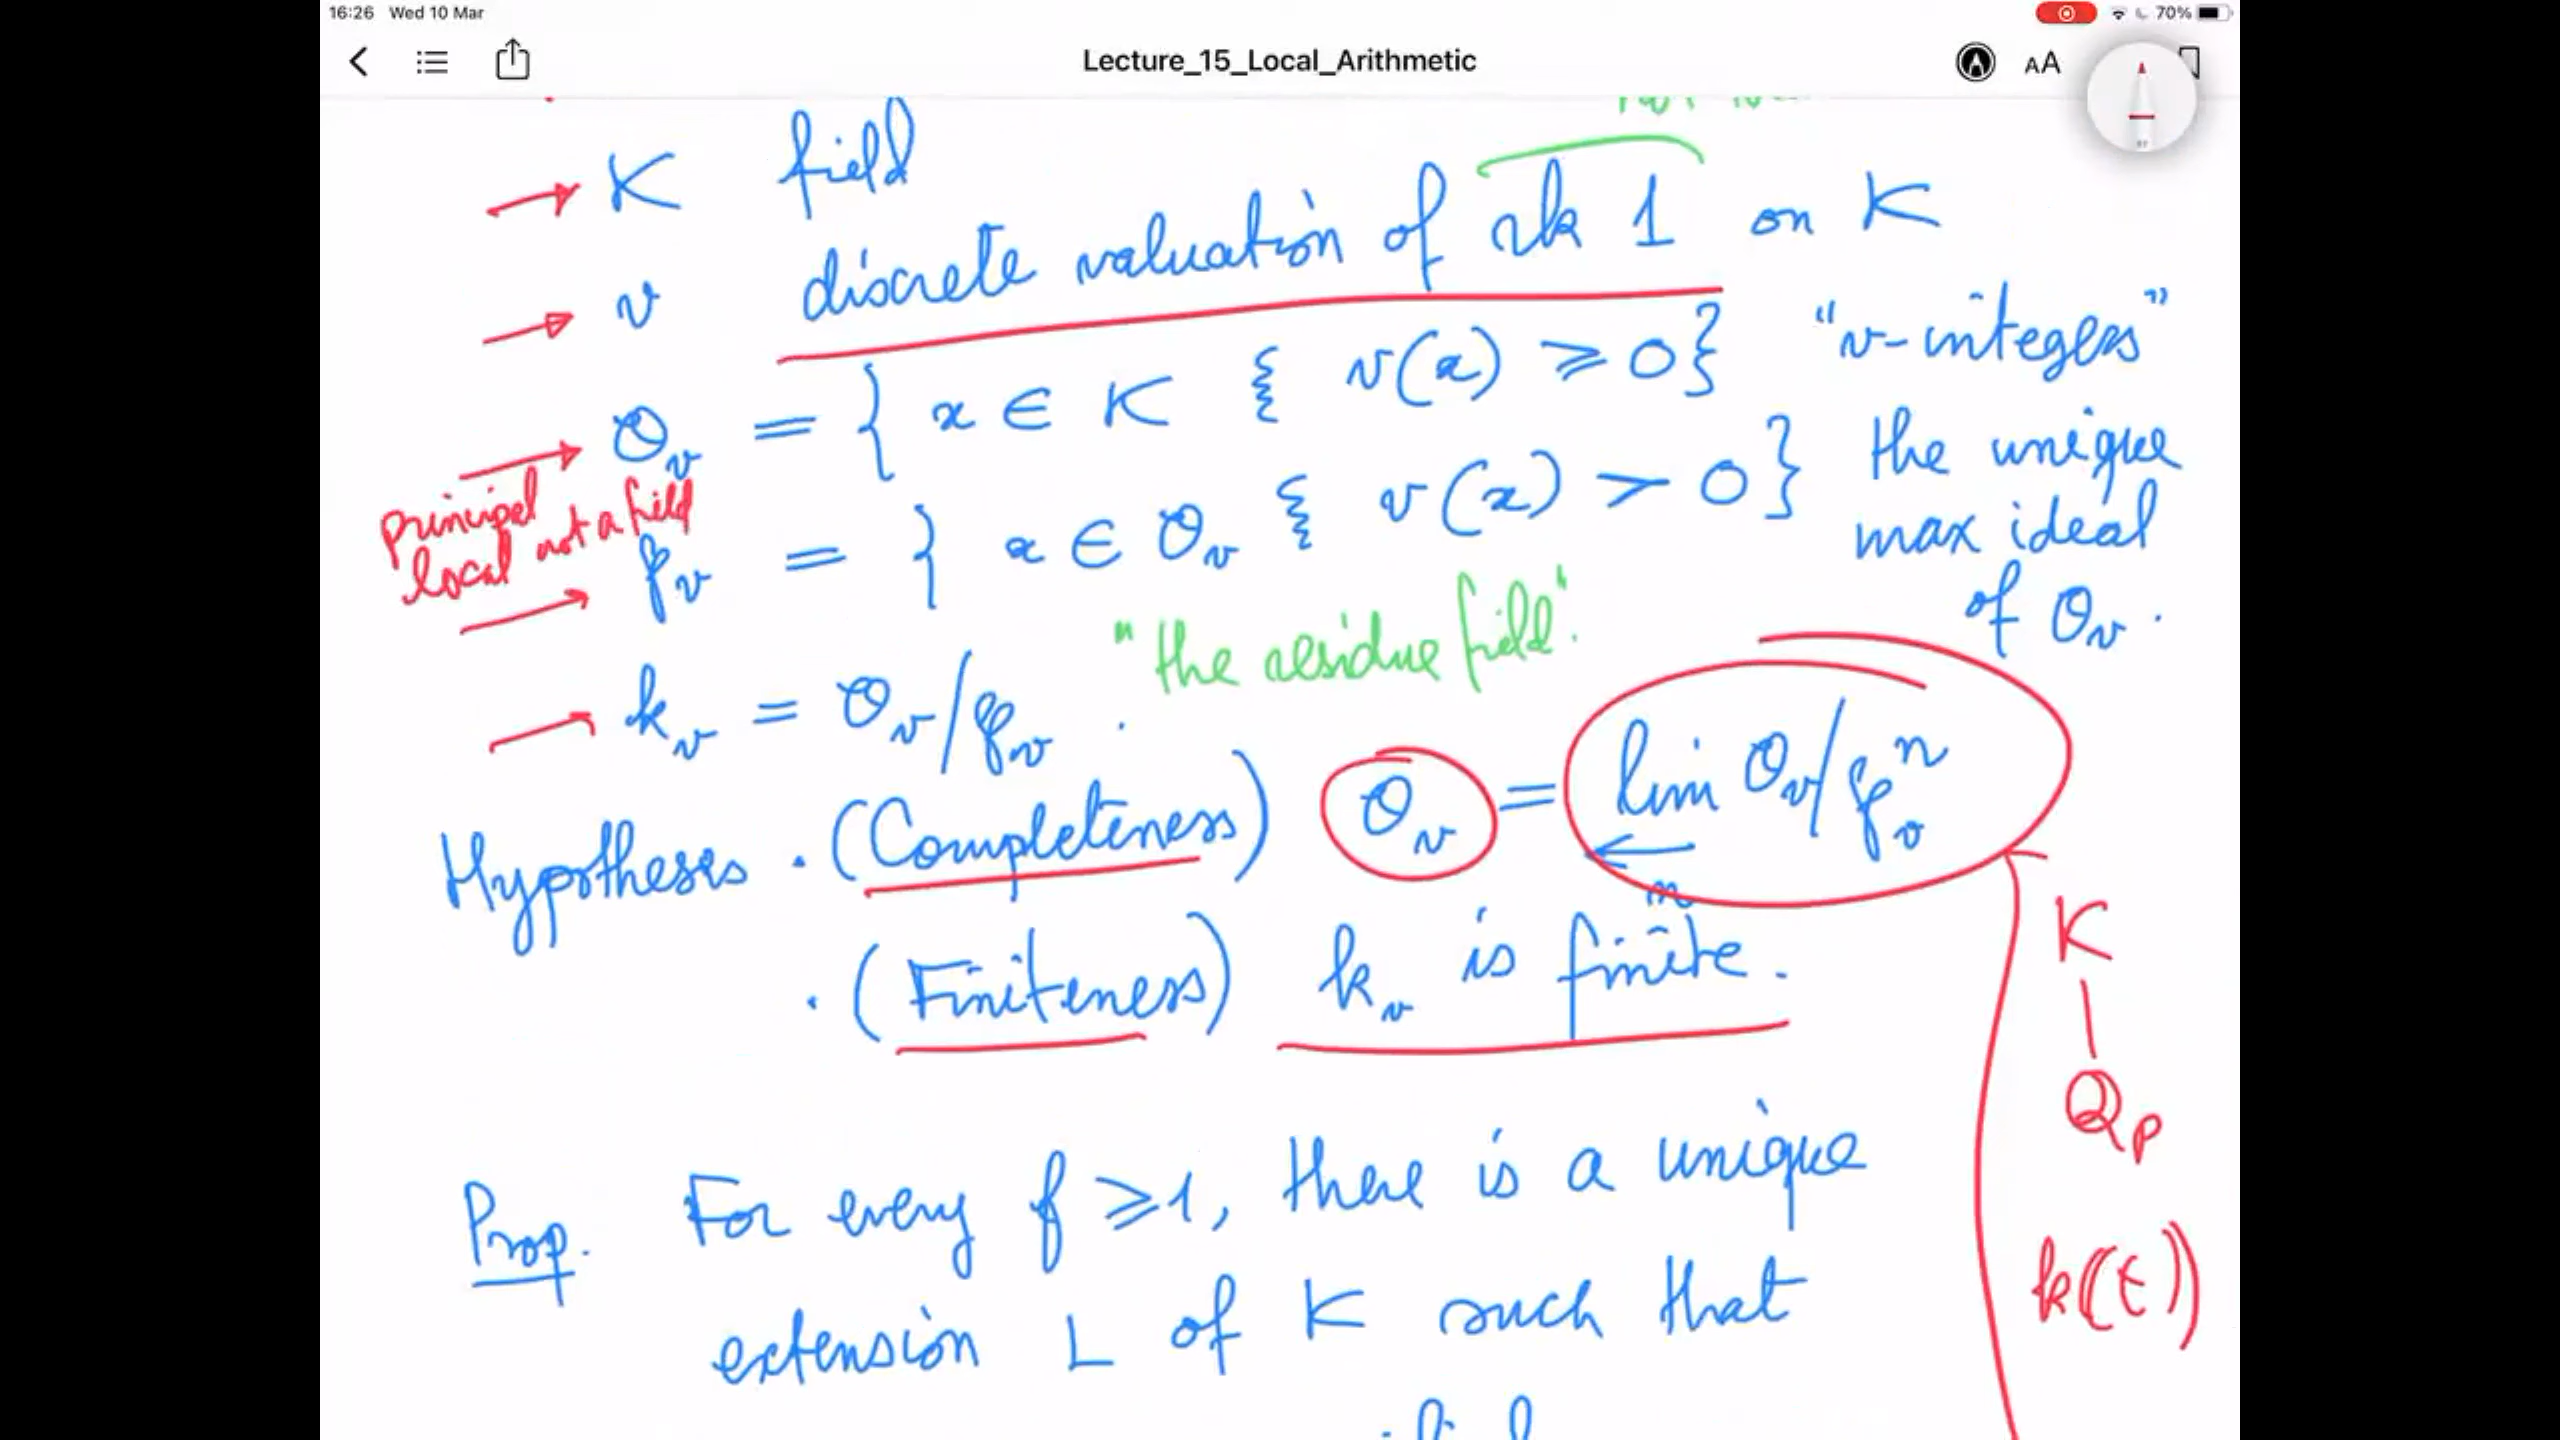 16:26 Wed 10 Mar
70%
Lecture_15_Local_Arithmetic
AA
K field
v discrete valuation of rk 1 on K
O_v = { x ∈ K { v(x) ≥ 0} "v-integers"
principal
local not a field
p_v = { x ∈ O_v { v(x) > 0} the unique
max ideal
of O_v.
"the residue field".
k_v = O_v/p_v.
Hypotheses . (Completeness) O_v = lim O_v/p_v^n
← n
. (Finiteness) k_v is finite.
K
|
Q_p
k((t))
Prop. For every f ≥ 1, there is a unique
extension L of K such that